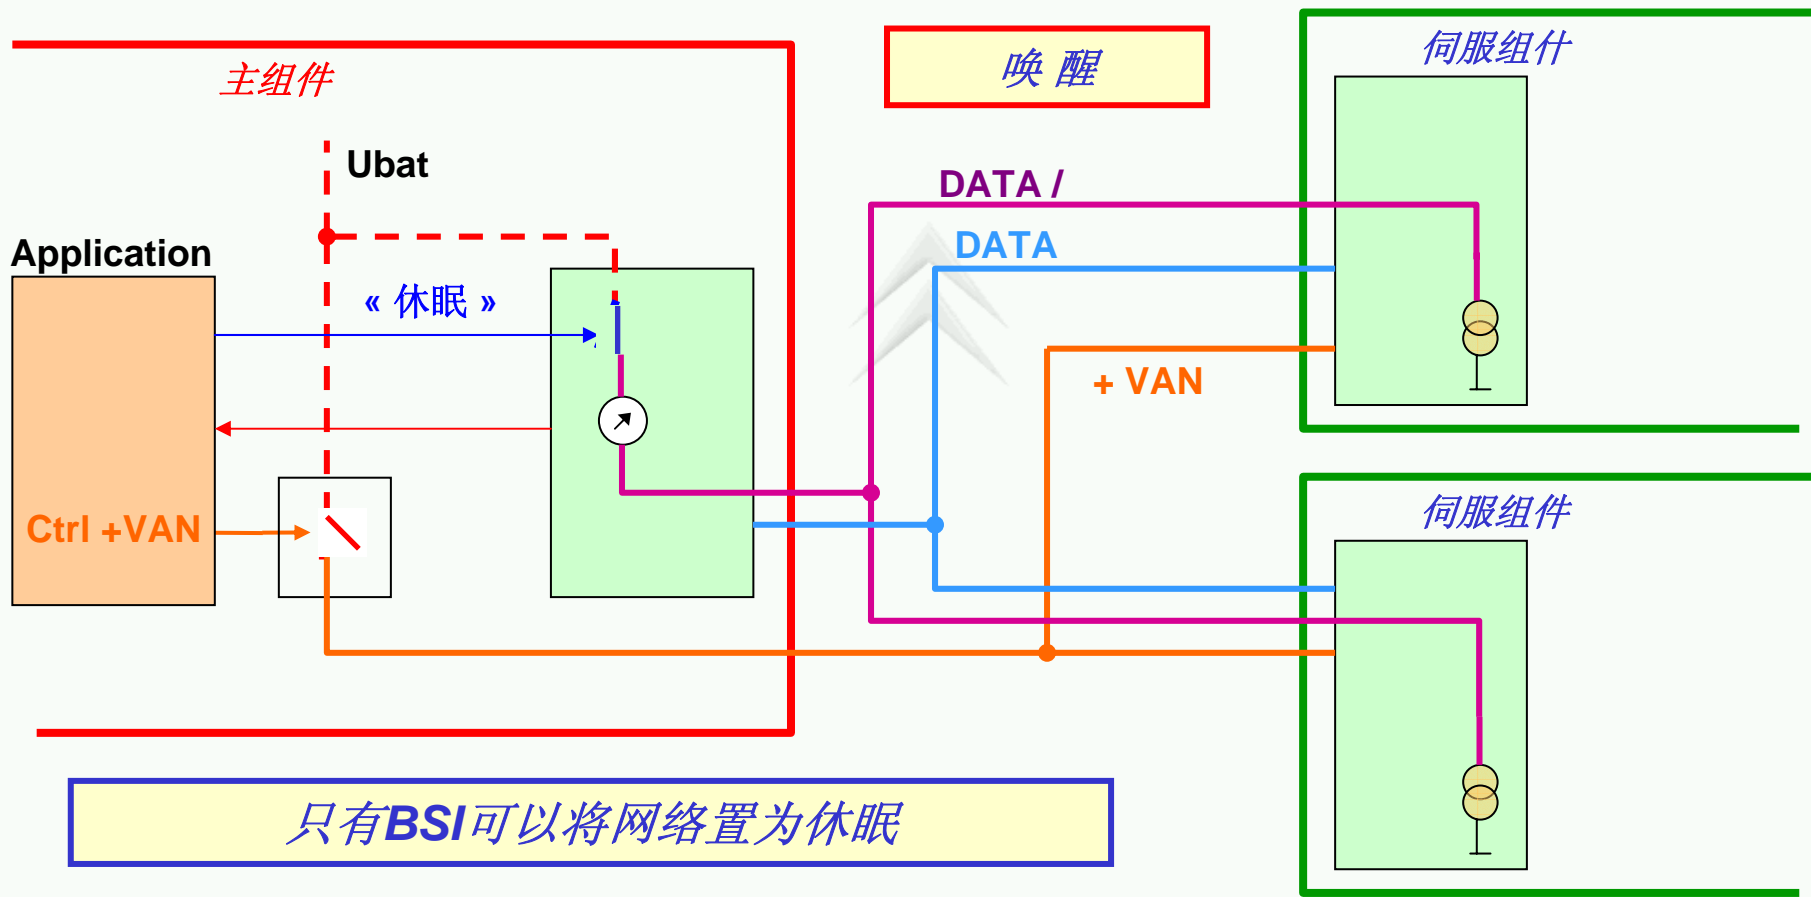 主组件
唤 醒
伺服组什
Ubat
DATA /
DATA
Application
« 休眠 »
+ VAN
Ctrl +VAN
伺服组件
只有BSI可以将网络置为休眠